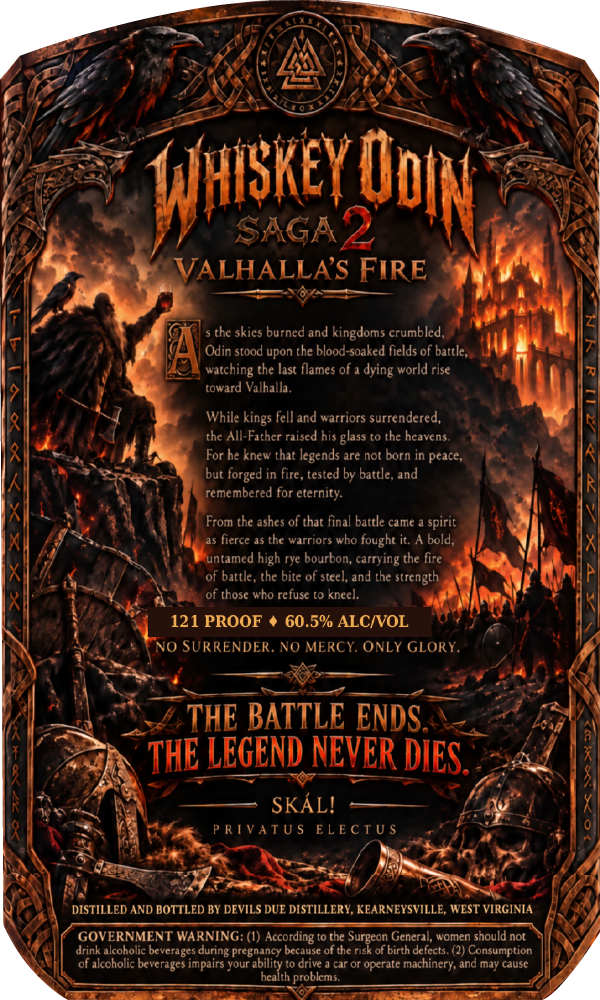 WHISKEY ODIN
SAGA 2
VALHALLA'S FIRE
As the skies burned and kingdoms crumbled,
Odin stood upon the blood-soaked fields of battle,
watching the last flames of a dying world rise
toward Valhalla.
While kings fell and warriors surrendered,
the All-Father raised his glass to the heavens.
For he knew that legends are not born in peace,
but forged in fire, tested by battle, and
remembered for eternity.
From the ashes of that final battle came a spirit
as fierce as the warriors who fought it. A bold,
untamed high rye bourbon, carrying the fire
of battle, the bite of steel, and the strength
of those who refuse to kneel.
121 PROOF ♦ 60.5% ALC/VOL
NO SURRENDER. NO MERCY. ONLY GLORY.
THE BATTLE ENDS.
THE LEGEND NEVER DIES.
SKÁL!
PRIVATUS ELECTUS
DISTILLED AND BOTTLED BY DEVILS DUE DISTILLERY, KEARNEYSVILLE, WEST VIRGINIA
GOVERNMENT WARNING: (1) According to the Surgeon General, women should not
drink alcoholic beverages during pregnancy because of the risk of birth defects. (2) Consumption
of alcoholic beverages impairs your ability to drive a car or operate machinery, and may cause
health problems.